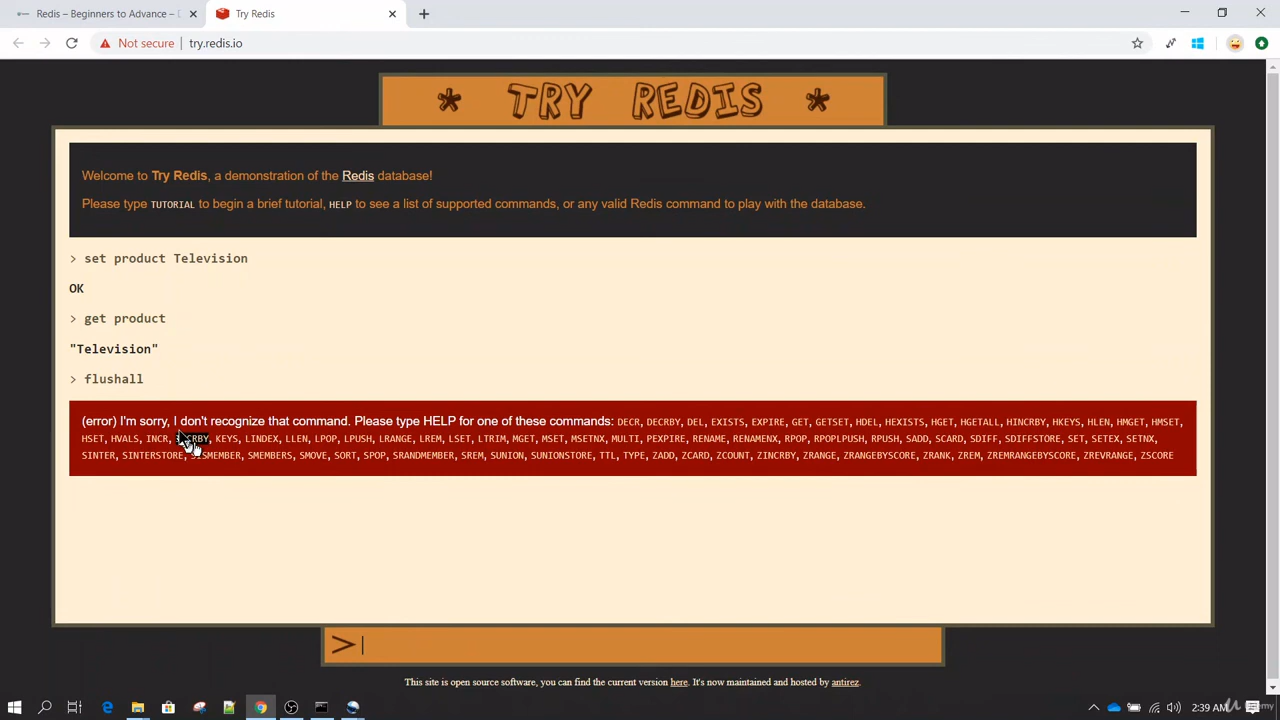 Redis – Beginners to Advance – D
Try Redis
Not secure
try.redis.io
* TRY REDIS *
Welcome to Try Redis, a demonstration of the Redis database!
Please type TUTORIAL to begin a brief tutorial, HELP to see a list of supported commands, or any valid Redis command to play with the database.
> set product Television
OK
> get product
"Television"
> flushall
(error) I'm sorry, I don't recognize that command. Please type HELP for one of these commands: DECR, DECRBY, DEL, EXISTS, EXPIRE, GET, GETSET, HDEL, HEXISTS, HGET, HGETALL, HINCRBY, HKEYS, HLEN, HMGET, HMSET,
HSET, HVALS, INCR, INCRBY, KEYS, LINDEX, LLEN, LPOP, LPUSH, LRANGE, LREM, LSET, LTRIM, MGET, MSET, MSETNX, MULTI, PEXPIRE, RENAME, RENAMENX, RPOP, RPOPLPUSH, RPUSH, SADD, SCARD, SDIFF, SDIFFSTORE, SET, SETEX, SETNX,
SINTER, SINTERSTORE, SISMEMBER, SMEMBERS, SMOVE, SORT, SPOP, SRANDMEMBER, SREM, SUNION, SUNIONSTORE, TTL, TYPE, ZADD, ZCARD, ZCOUNT, ZINCRBY, ZRANGE, ZRANGEBYSCORE, ZRANK, ZREM, ZREMRANGEBYSCORE, ZREVRANGE, ZSCORE
>
This site is open source software, you can find the current version here. It's now maintained and hosted by antirez.
2:39 AM